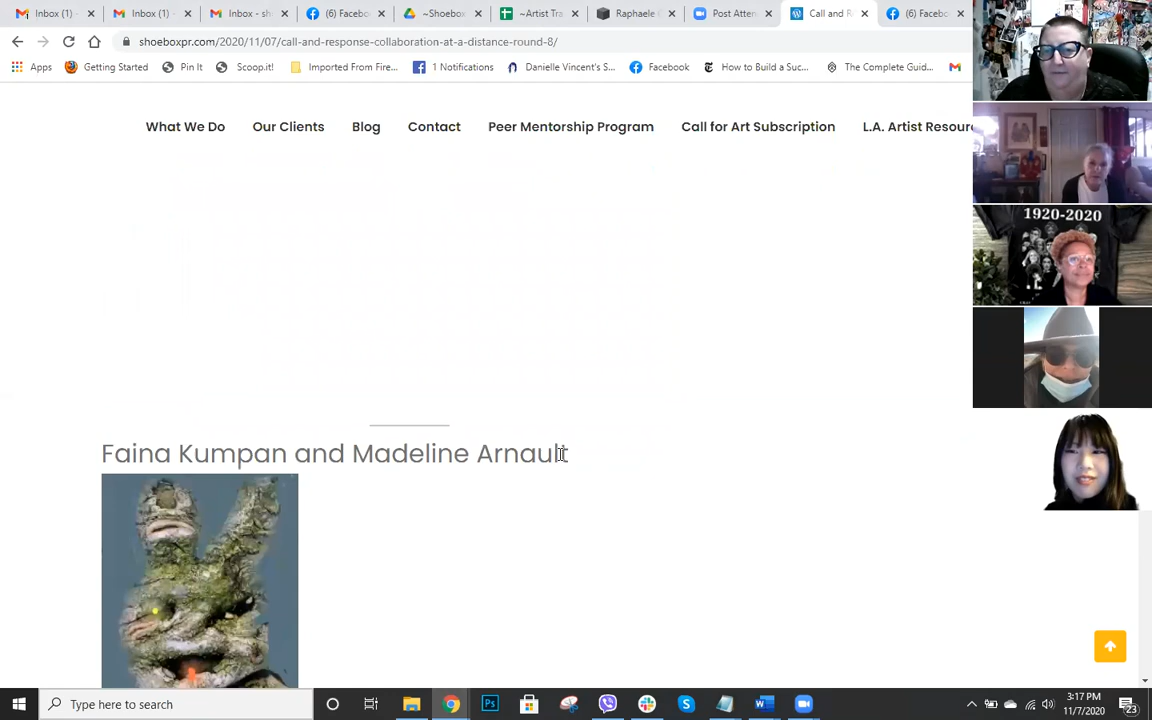 Inbox (1) -
Inbox (1) -
Inbox - sh
(6) Facebo
~Shoebox
~Artist Tra
Raphaele
Post Atten
Call and R
(6) Facebo
shoeboxpr.com/2020/11/07/call-and-response-collaboration-at-a-distance-round-8/
Apps
Getting Started
Pin It
Scoop.it!
Imported From Fire...
1 Notifications
Danielle Vincent's S...
Facebook
How to Build a Suc...
The Complete Guid...
What We Do
Our Clients
Blog
Contact
Peer Mentorship Program
Call for Art Subscription
L.A. Artist Resour
1920-2020
Faina Kumpan and Madeline Arnault
Type here to search
Ps
3:17 PM
11/7/2020
23